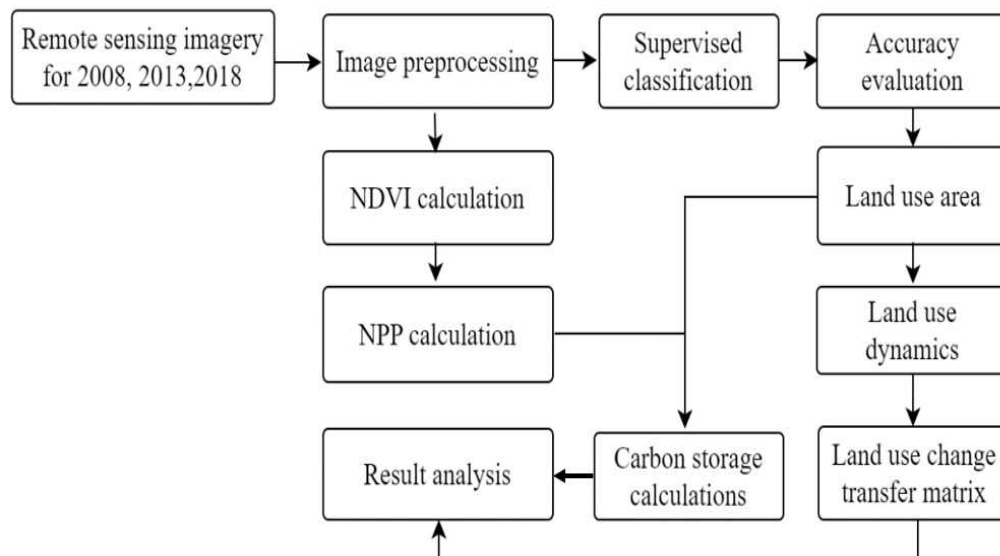 Remote sensing imagery
for 2008, 2013,2018
Image preprocessing
Supervised
classification
Accuracy
evaluation
NDVI calculation
Land use area
NPP calculation
Land use
dynamics
Result analysis
Carbon storage
calculations
Land use change
transfer matrix